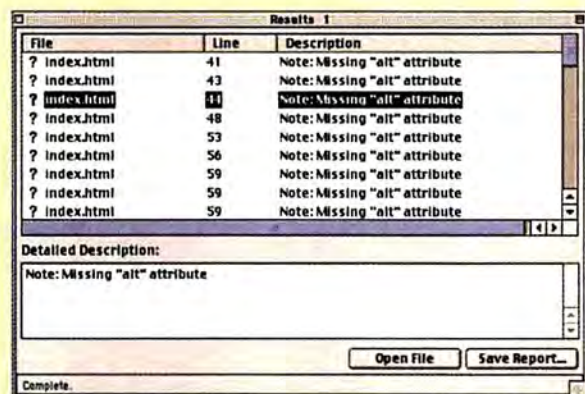 Results 1
File Line Description
? index.html 41 Note: Missing "alt" attribute
? index.html 43 Note: Missing "alt" attribute
? index.html 44 Note: Missing "alt" attribute
? index.html 48 Note: Missing "alt" attribute
? index.html 53 Note: Missing "alt" attribute
? index.html 56 Note: Missing "alt" attribute
? index.html 59 Note: Missing "alt" attribute
? index.html 59 Note: Missing "alt" attribute
? index.html 59 Note: Missing "alt" attribute
Detailed Description:
Note: Missing "alt" attribute
Open File Save Report...
Complete.